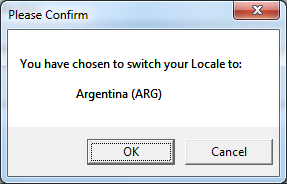 Please Confirm
You have chosen to switch your Locale to:
Argentina (ARG)
OK
Cancel